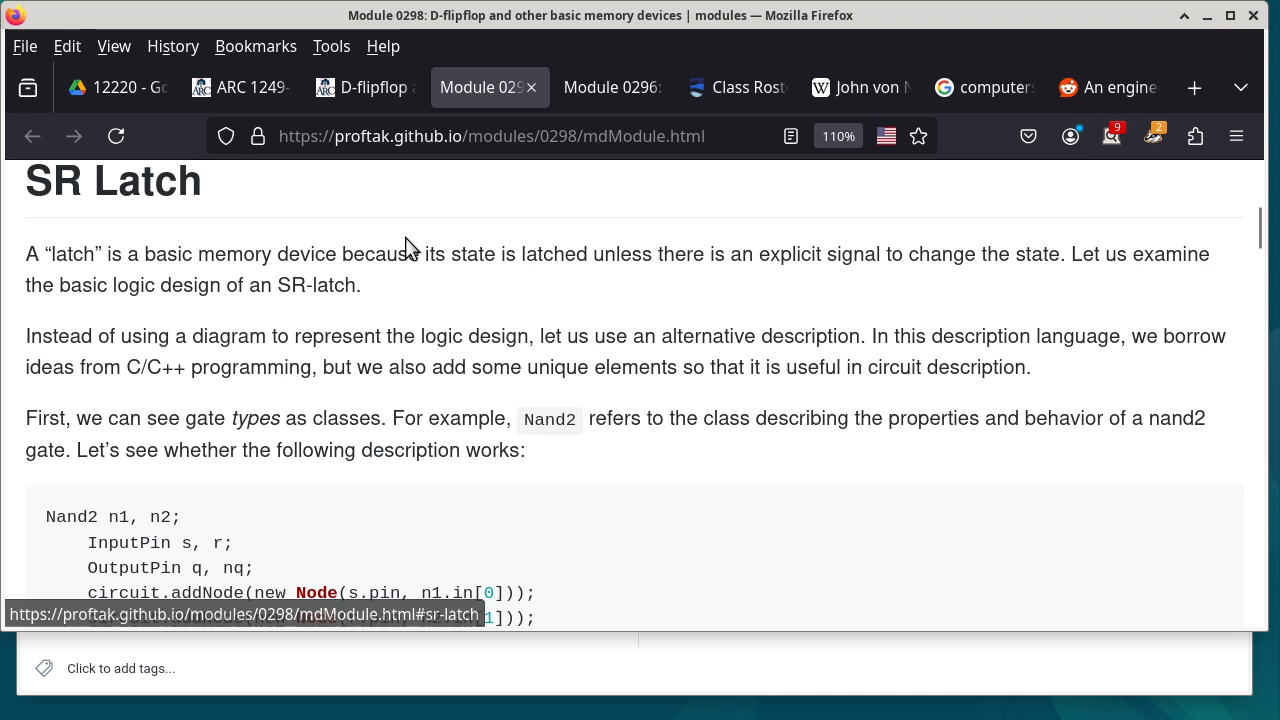 Module 0298: D-flipflop and other basic memory devices | modules — Mozilla Firefox
File Edit View History Bookmarks Tools Help
12220 - Go ARC 1249- D-flipflop a Module 029 Module 0296: Class Roste John von N computers An engine
https://proftak.github.io/modules/0298/mdModule.html 110% 9 2
SR Latch
A “latch” is a basic memory device because its state is latched unless there is an explicit signal to change the state. Let us examine
the basic logic design of an SR-latch.
Instead of using a diagram to represent the logic design, let us use an alternative description. In this description language, we borrow
ideas from C/C++ programming, but we also add some unique elements so that it is useful in circuit description.
First, we can see gate types as classes. For example, Nand2 refers to the class describing the properties and behavior of a nand2
gate. Let’s see whether the following description works:
Nand2 n1, n2;
InputPin s, r;
OutputPin q, nq;
circuit.addNode(new Node(s.pin, n1.in[0]));
1]));
https://proftak.github.io/modules/0298/mdModule.html#sr-latch
Click to add tags...